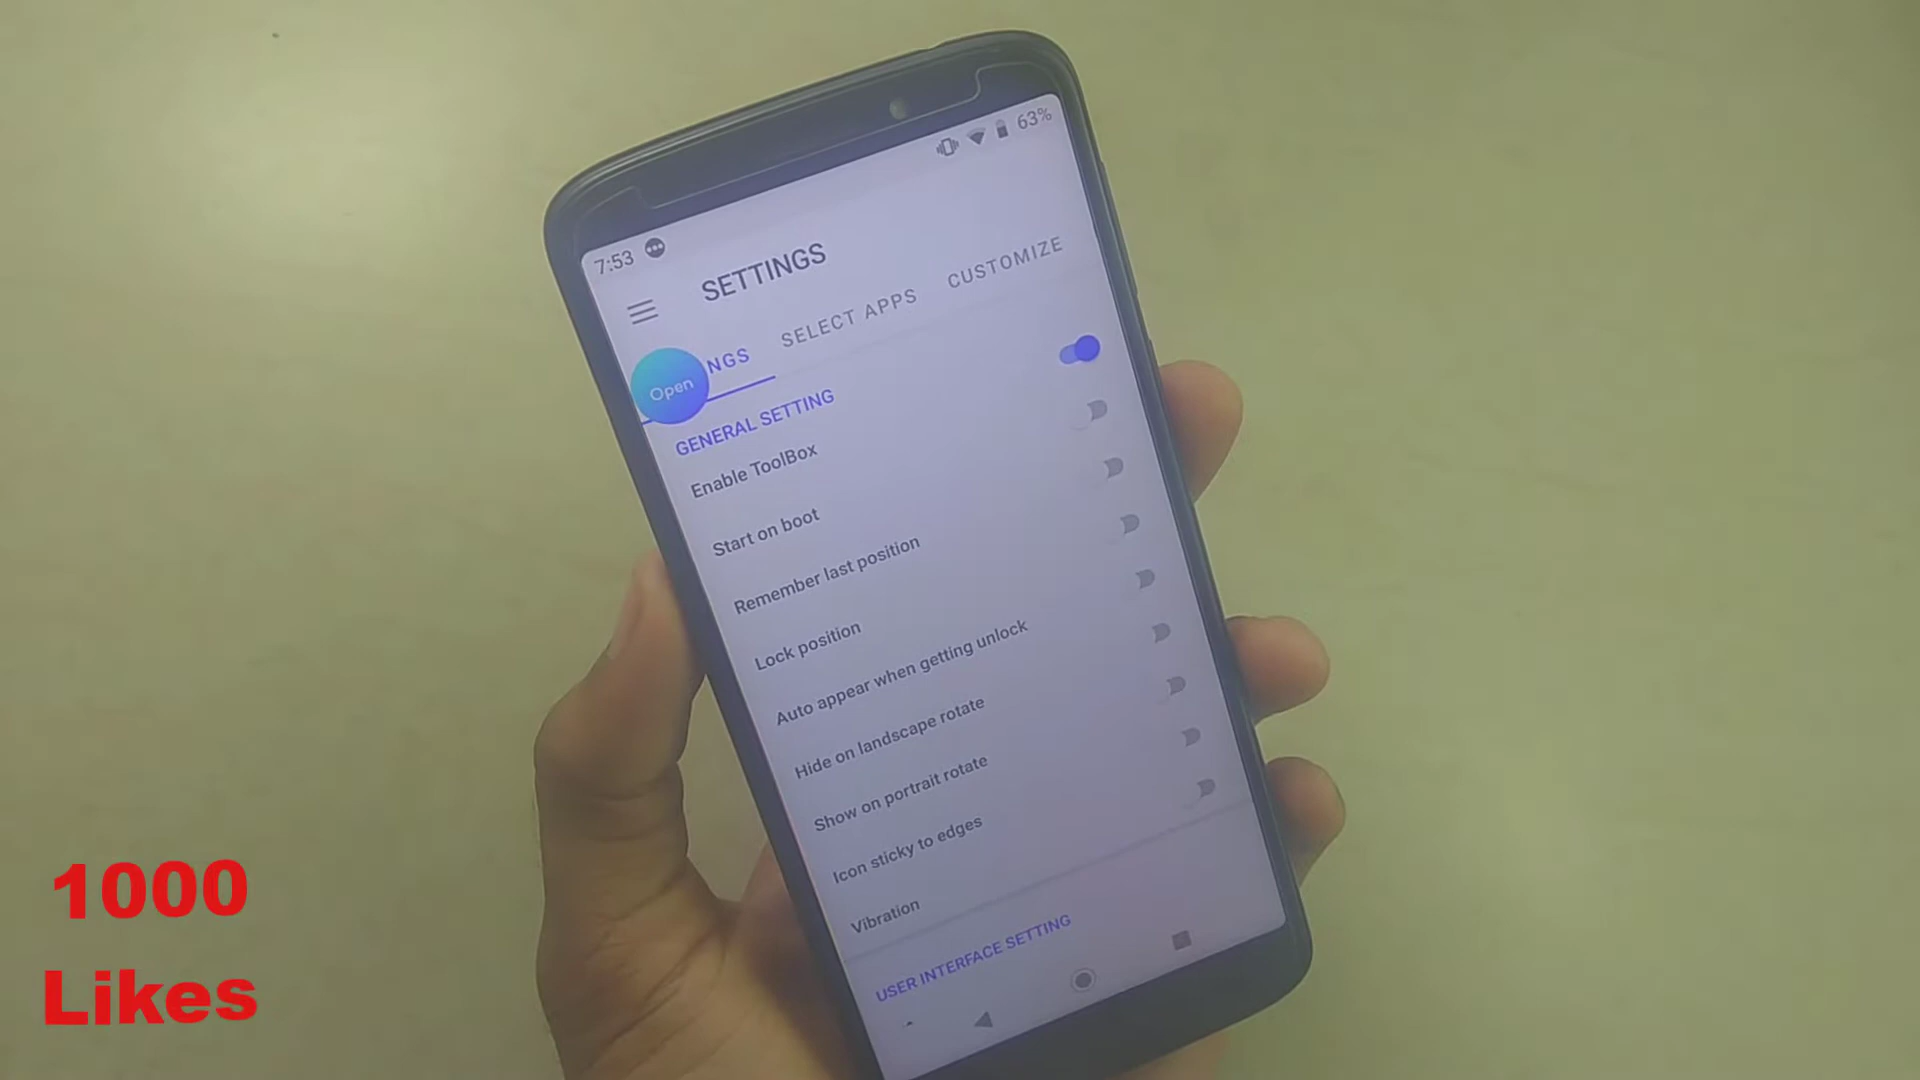 7:53
63%
SETTINGS
NGS
SELECT APPS
CUSTOMIZE
Open
GENERAL SETTING
Enable ToolBox
Start on boot
Remember last position
Lock position
Auto appear when getting unlock
Hide on landscape rotate
Show on portrait rotate
Icon sticky to edges
Vibration
USER INTERFACE SETTING
1000
Likes